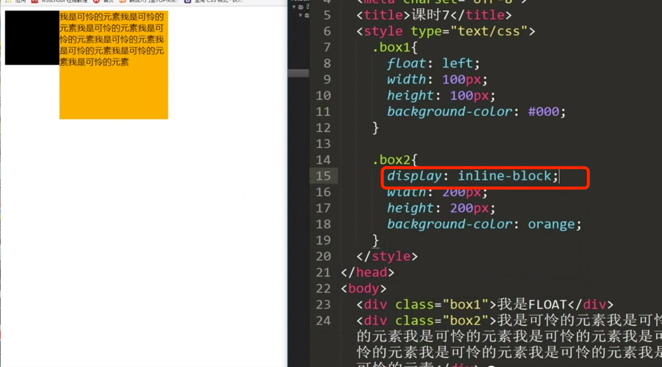 我是可怜的元素我是可怜的
元素我是可怜的元素我是可
怜的元素我是可怜的元素我
是可怜的元素我是可怜的元
素我是可怜的元素
4
5 <title>课时7</title>
6 <style type="text/css">
7 .box1{
8 float: left;
9 width: 100px;
10 height: 100px;
11 background-color: #000;
12 }
13
14 .box2{
15 display: inline-block;
16 width: 200px;
17 height: 200px;
18 background-color: orange;
19 }
20 </style>
21 </head>
22 <body>
23 <div class="box1">我是FLOAT</div>
24 <div class="box2">我是可怜的元素我是可怜
的元素我是可怜的元素我是可怜的元素我是可
怜的元素我是可怜的元素我是可怜的元素我是